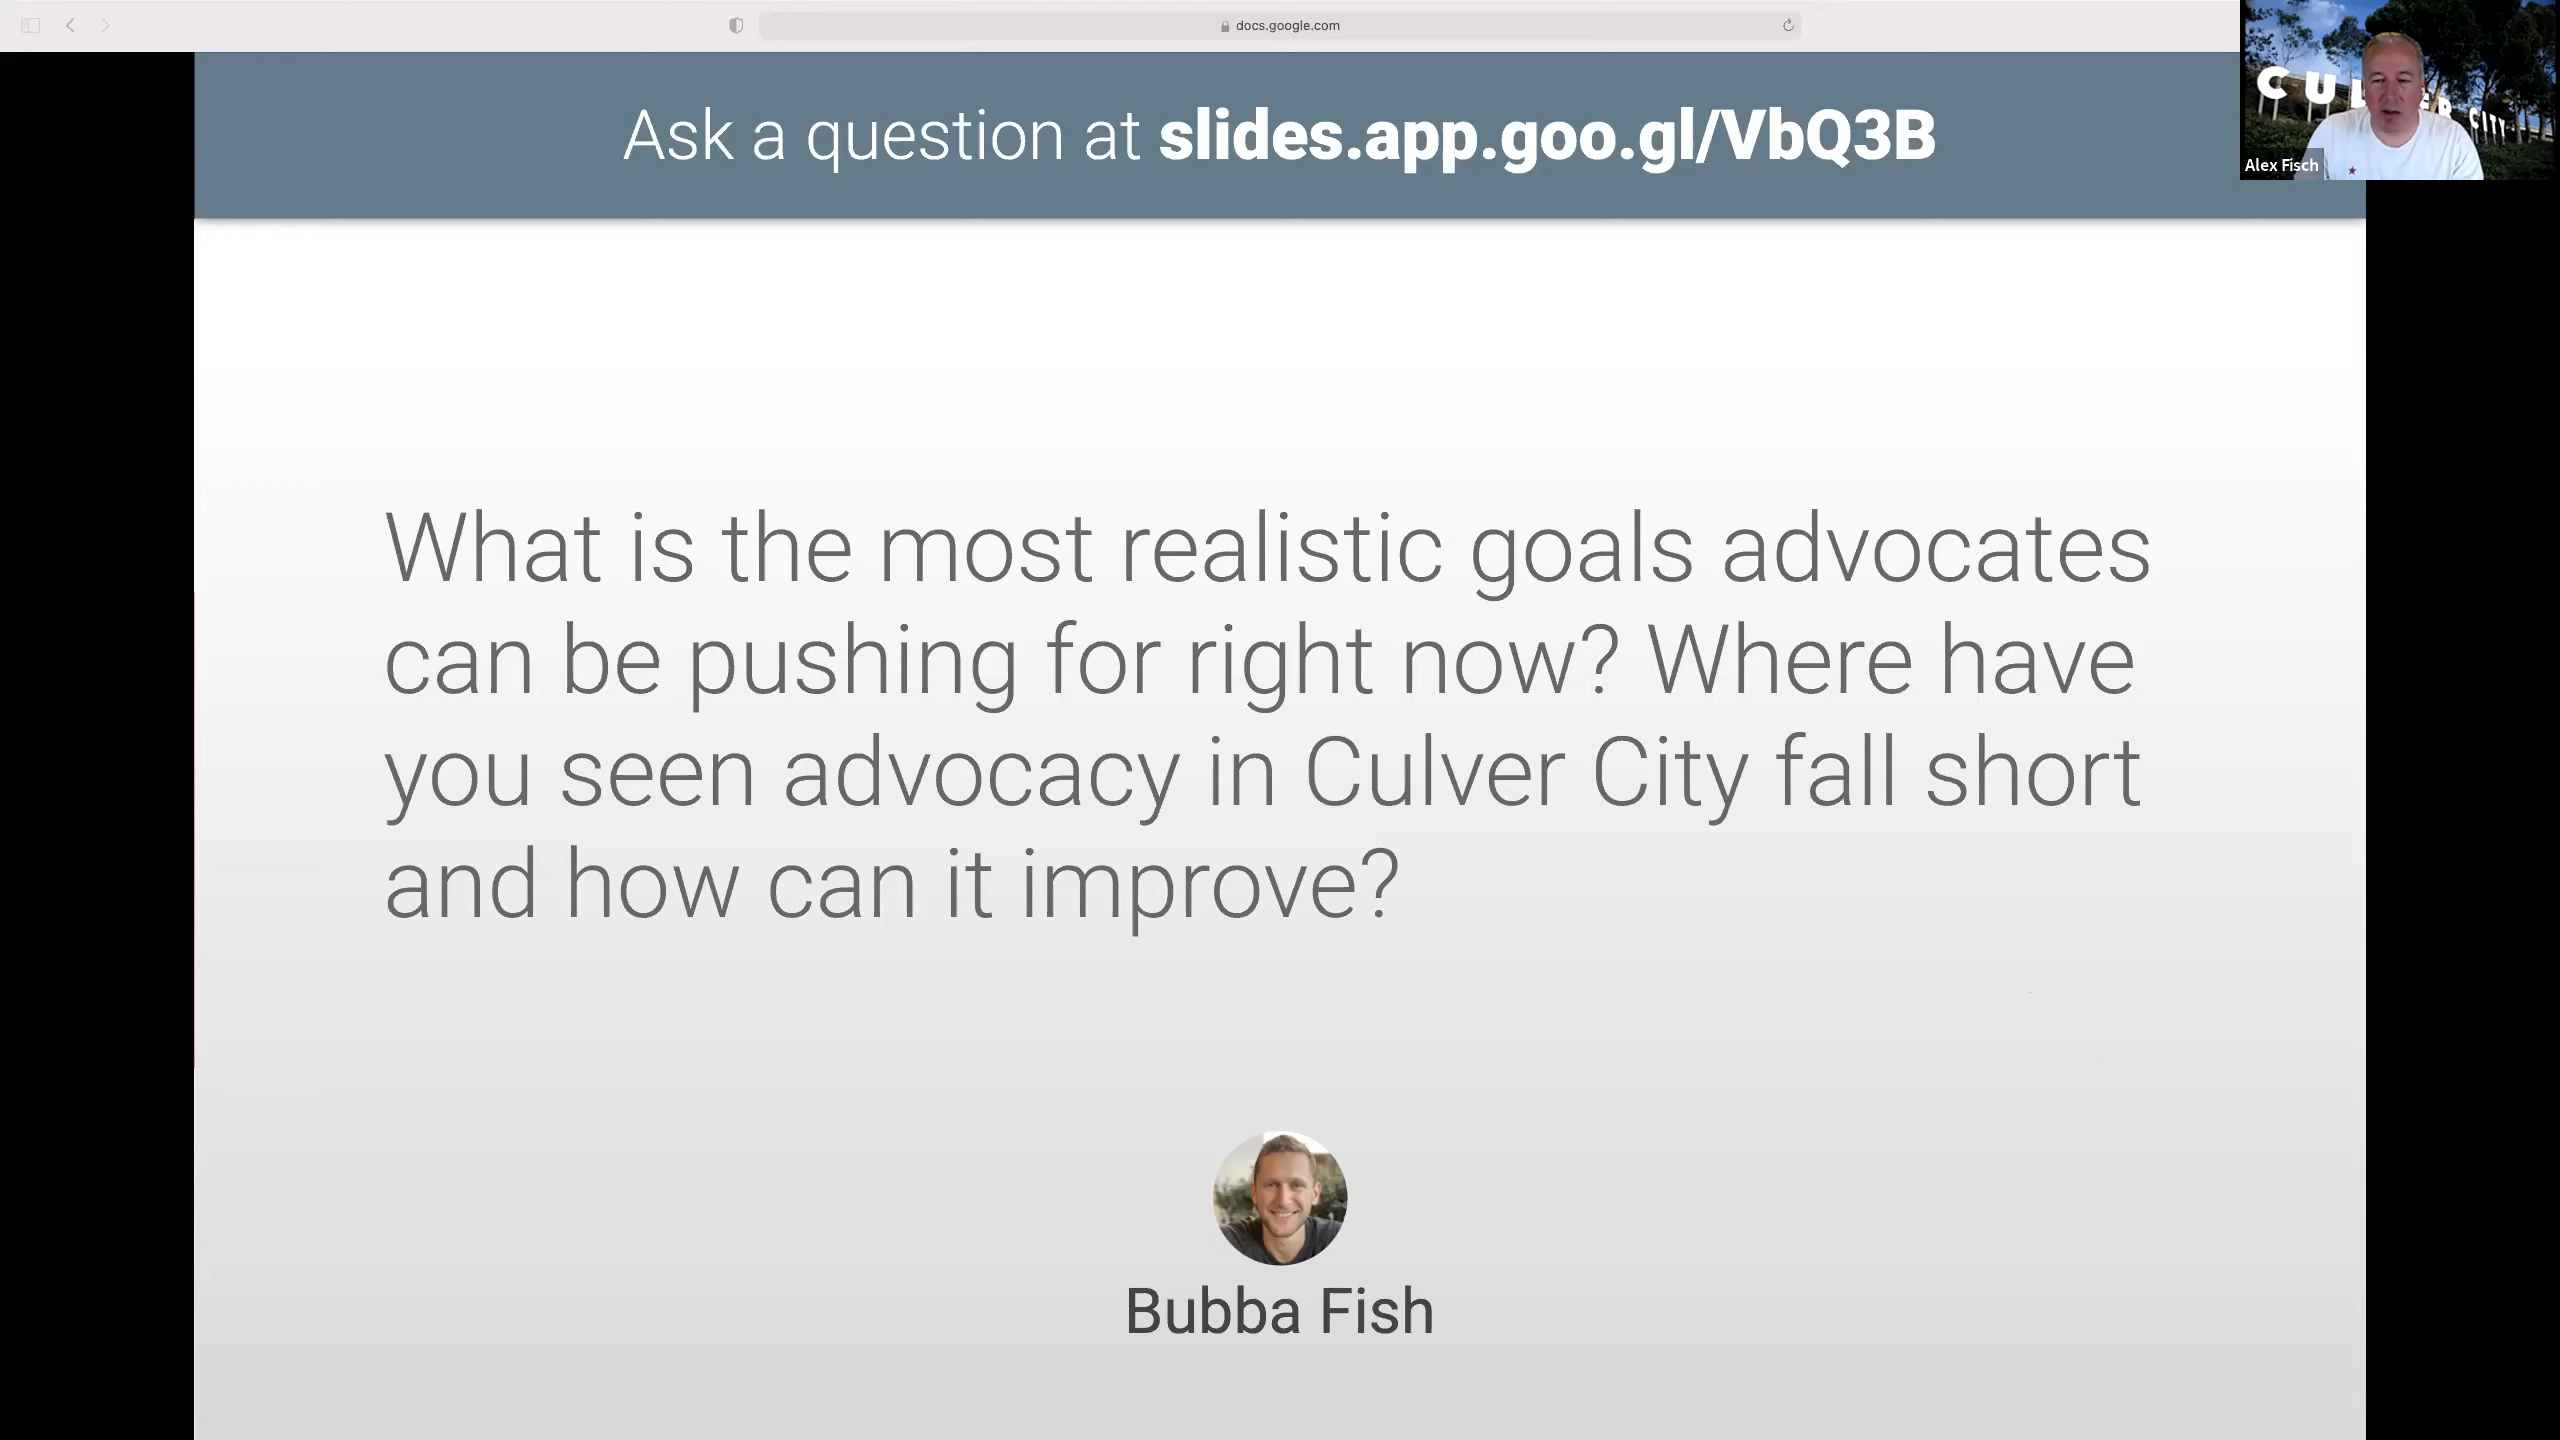 docs.google.com
Ask a question at slides.app.goo.gl/VbQ3B
CULVER CITY
Alex Fisch
What is the most realistic goals advocates
can be pushing for right now? Where have
you seen advocacy in Culver City fall short
and how can it improve?
Bubba Fish